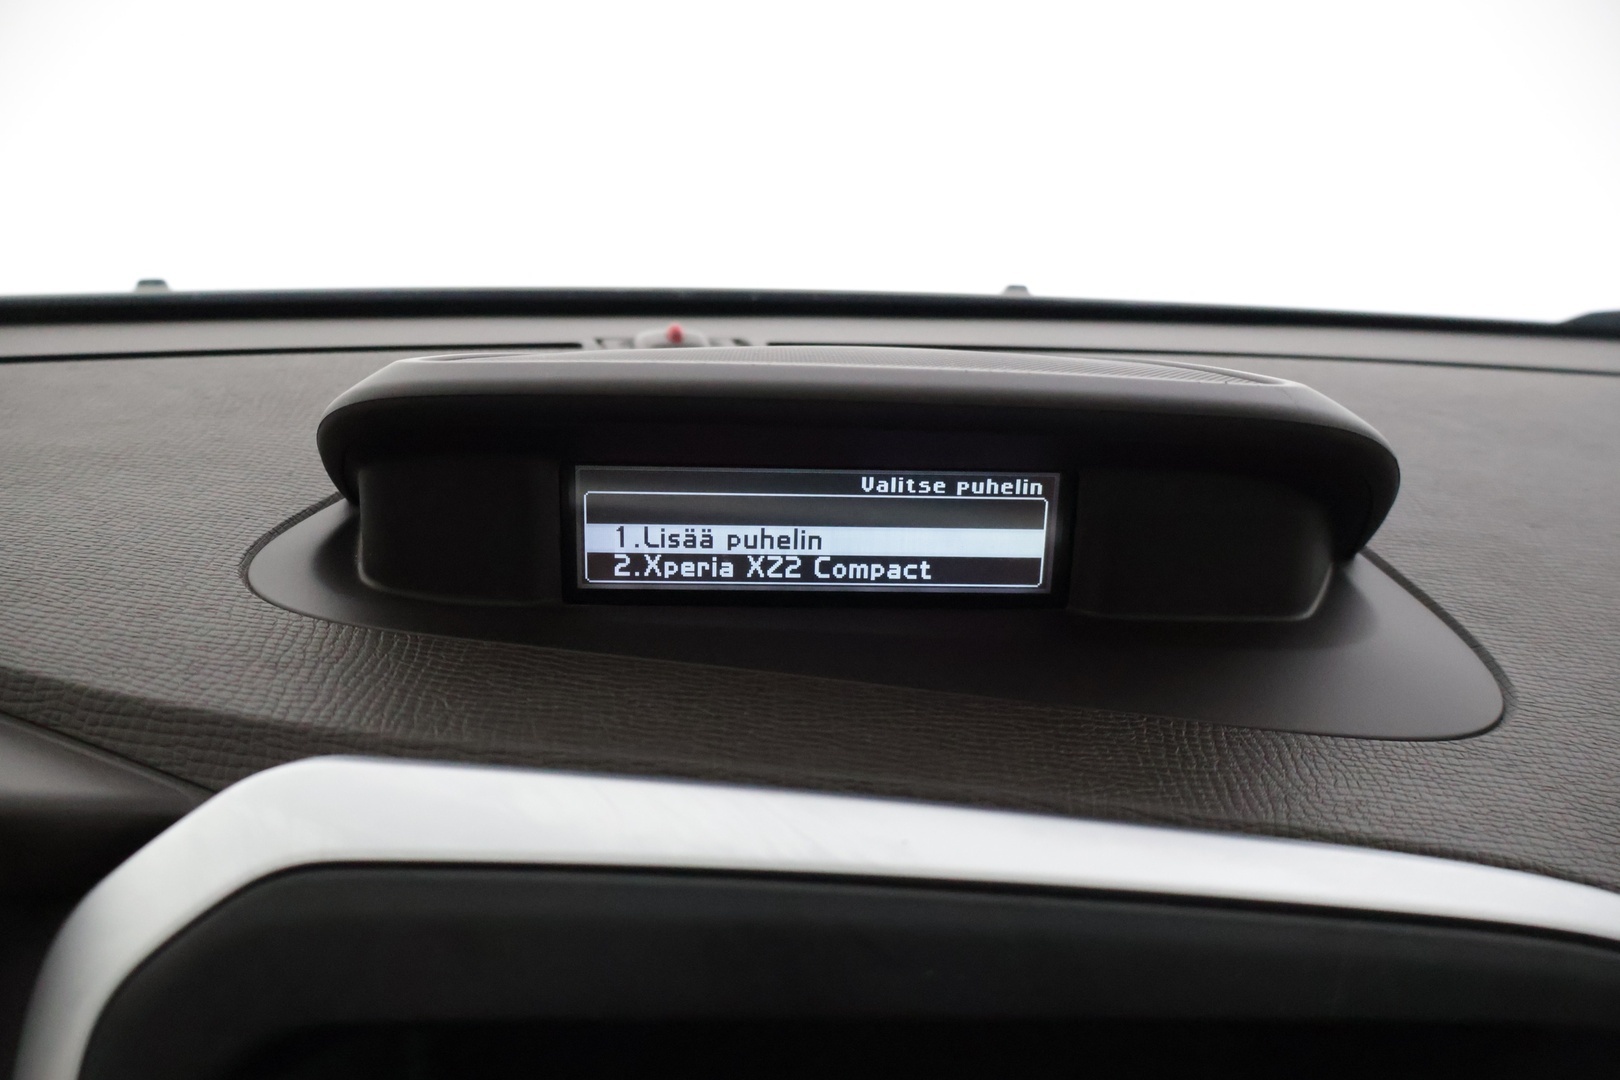 Valitse puhelin
1.Lisää puhelin
2.Xperia XZ2 Compact